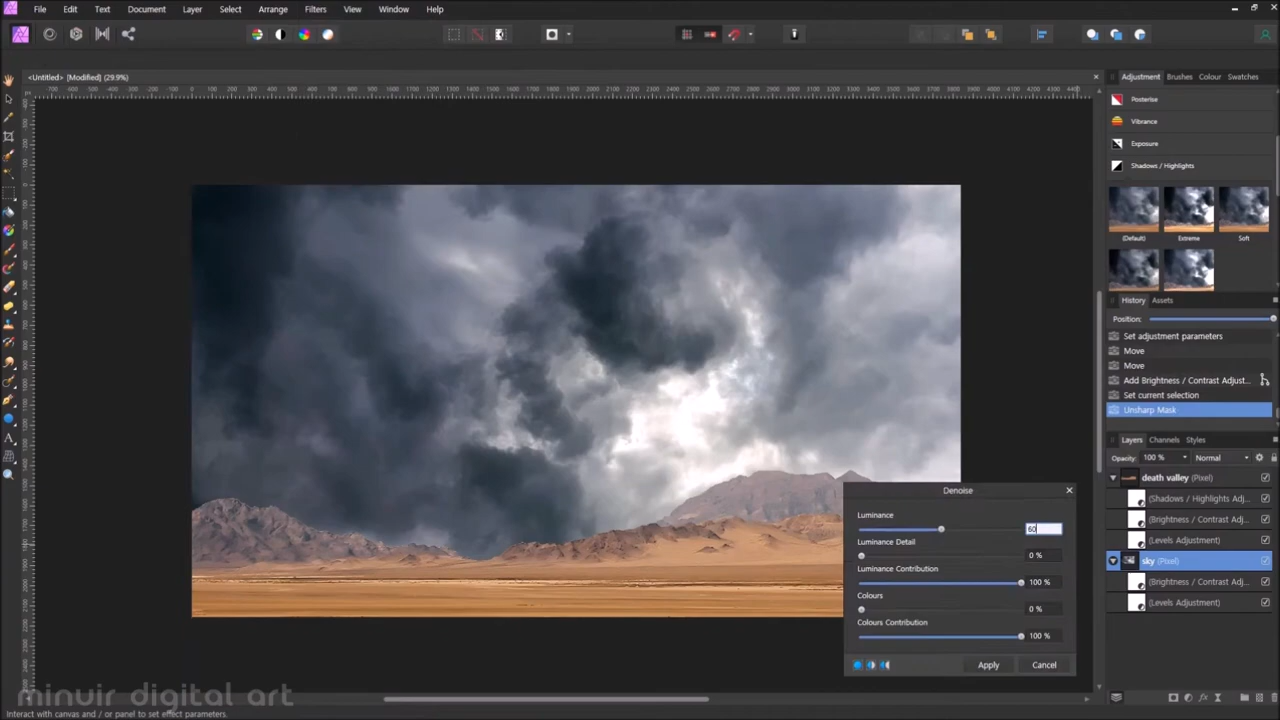 File Edit Text Document Layer Select Arrange Filters View Window Help
<Untitled> [Modified] (29.9%)
Adjustment Brushes Colour Swatches
Posterise
Vibrance
Exposure
Shadows / Highlights
(Default) Extreme Soft
History Assets
Position:
Set adjustment parameters
Move
Move
Add Brightness / Contrast Adjust...
Set current selection
Unsharp Mask
Layers Channels Styles
Opacity: 100 % Normal
death valley (Pixel)
(Shadows / Highlights Adj...
(Brightness / Contrast Adj...
(Levels Adjustment)
sky (Pixel)
(Brightness / Contrast Adj...
(Levels Adjustment)
Denoise
Luminance
60
Luminance Detail
0 %
Luminance Contribution
100 %
Colours
0 %
Colours Contribution
100 %
Apply Cancel
minuir digital art
Interact with canvas and / or panel to set effect parameters.